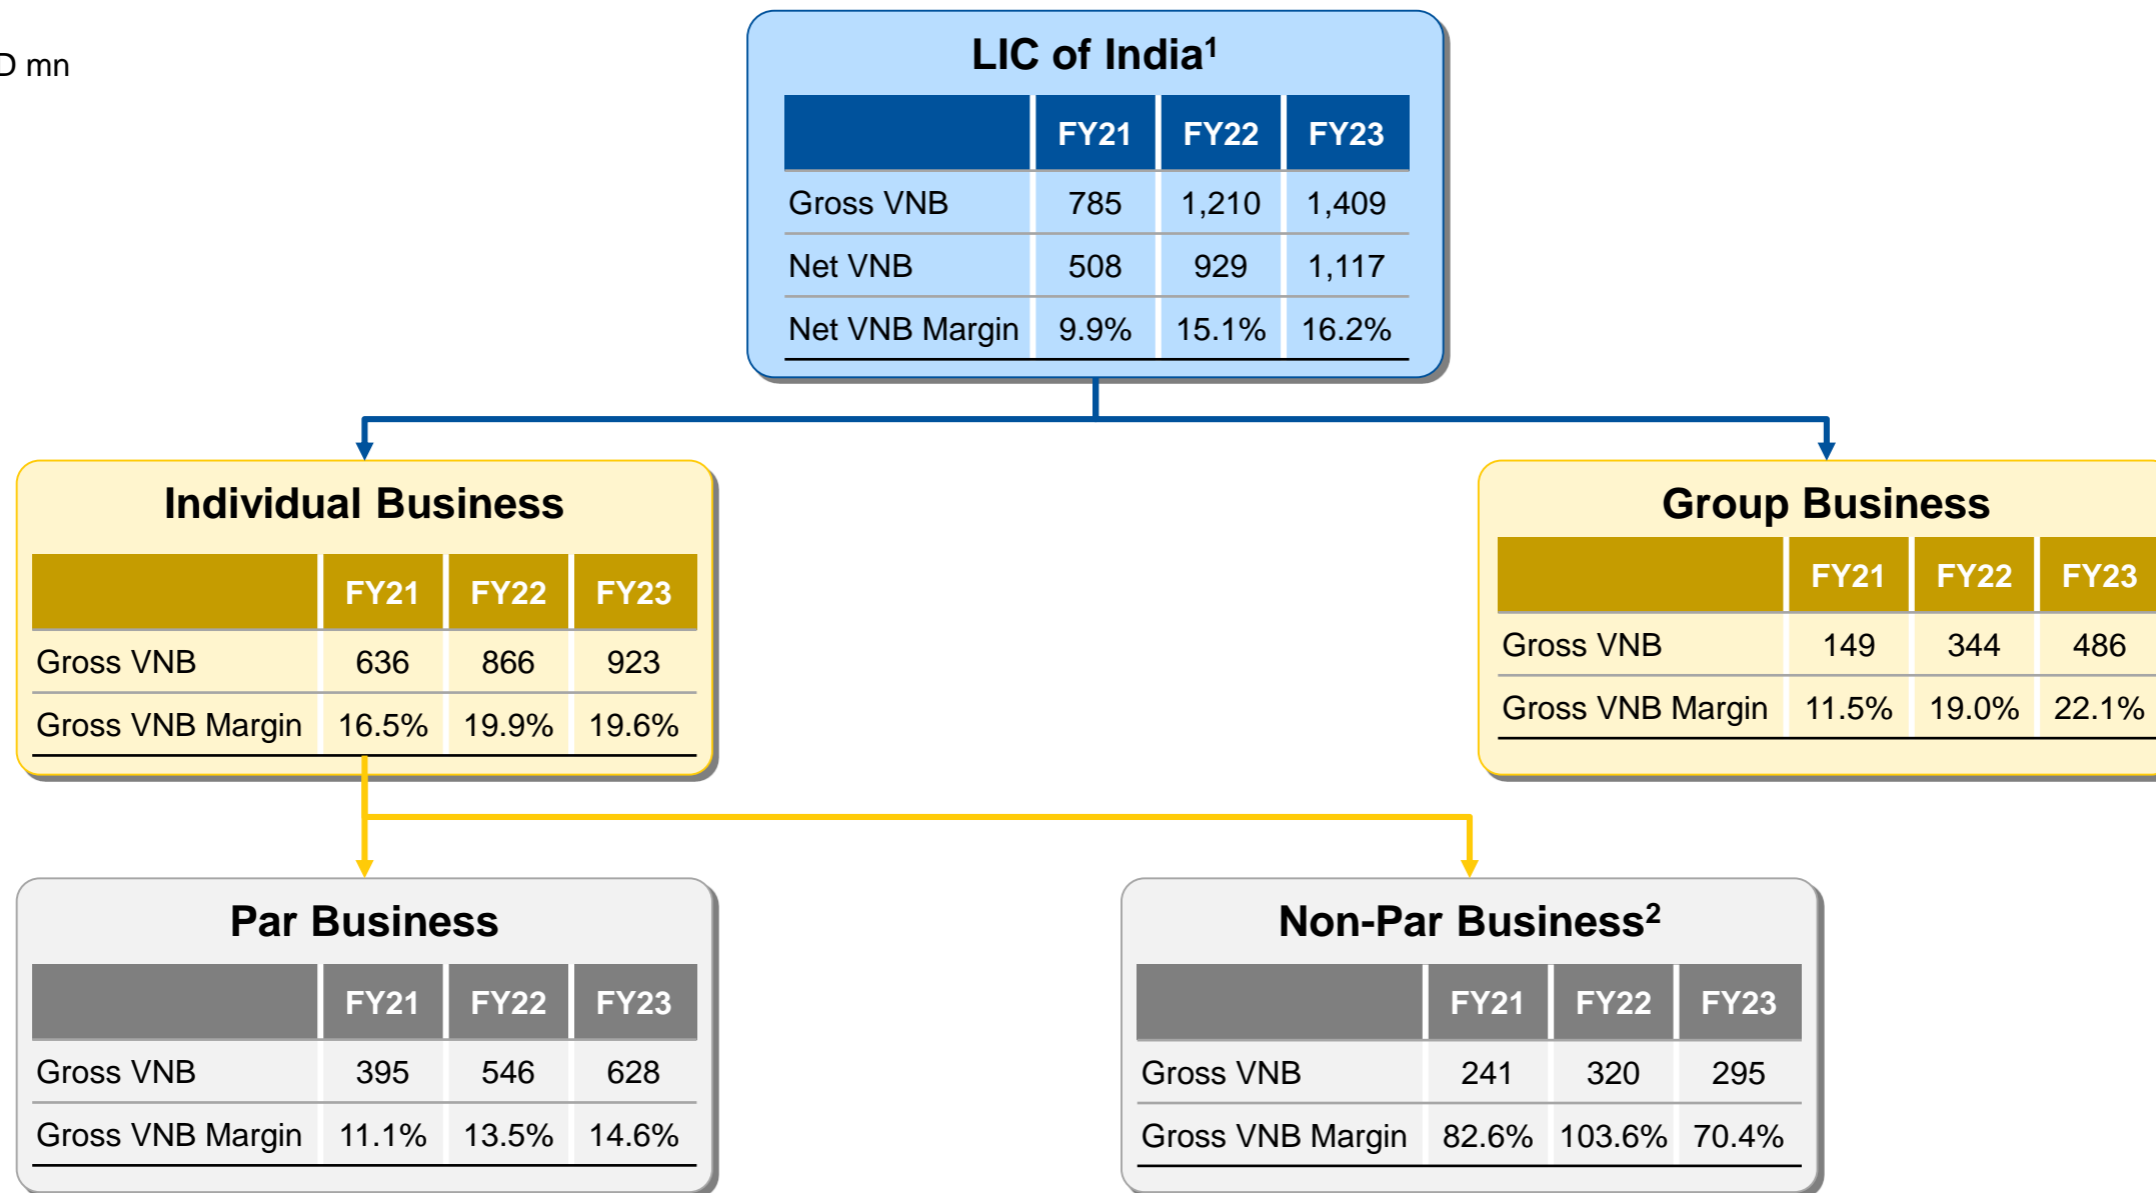 D mn
LIC of India¹
FY21 FY22 FY23
Gross VNB 785 1,210 1,409
Net VNB 508 929 1,117
Net VNB Margin 9.9% 15.1% 16.2%
Individual Business
FY21 FY22 FY23
Gross VNB 636 866 923
Gross VNB Margin 16.5% 19.9% 19.6%
Group Business
FY21 FY22 FY23
Gross VNB 149 344 486
Gross VNB Margin 11.5% 19.0% 22.1%
Par Business
FY21 FY22 FY23
Gross VNB 395 546 628
Gross VNB Margin 11.1% 13.5% 14.6%
Non-Par Business²
FY21 FY22 FY23
Gross VNB 241 320 295
Gross VNB Margin 82.6% 103.6% 70.4%